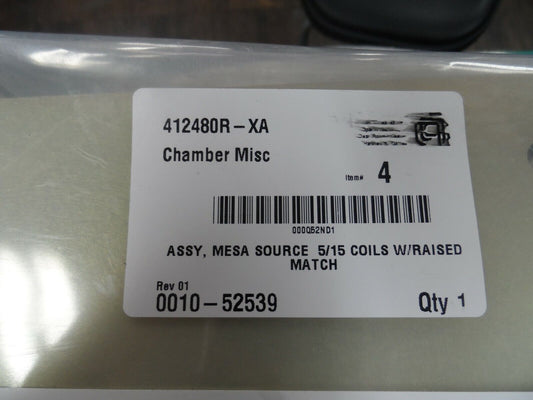 412480R-XA
Chamber Misc
Item# 4
000Q52ND1
ASSY, MESA SOURCE 5/15 COILS W/RAISED
MATCH
Rev 01
0010-52539 Qty 1